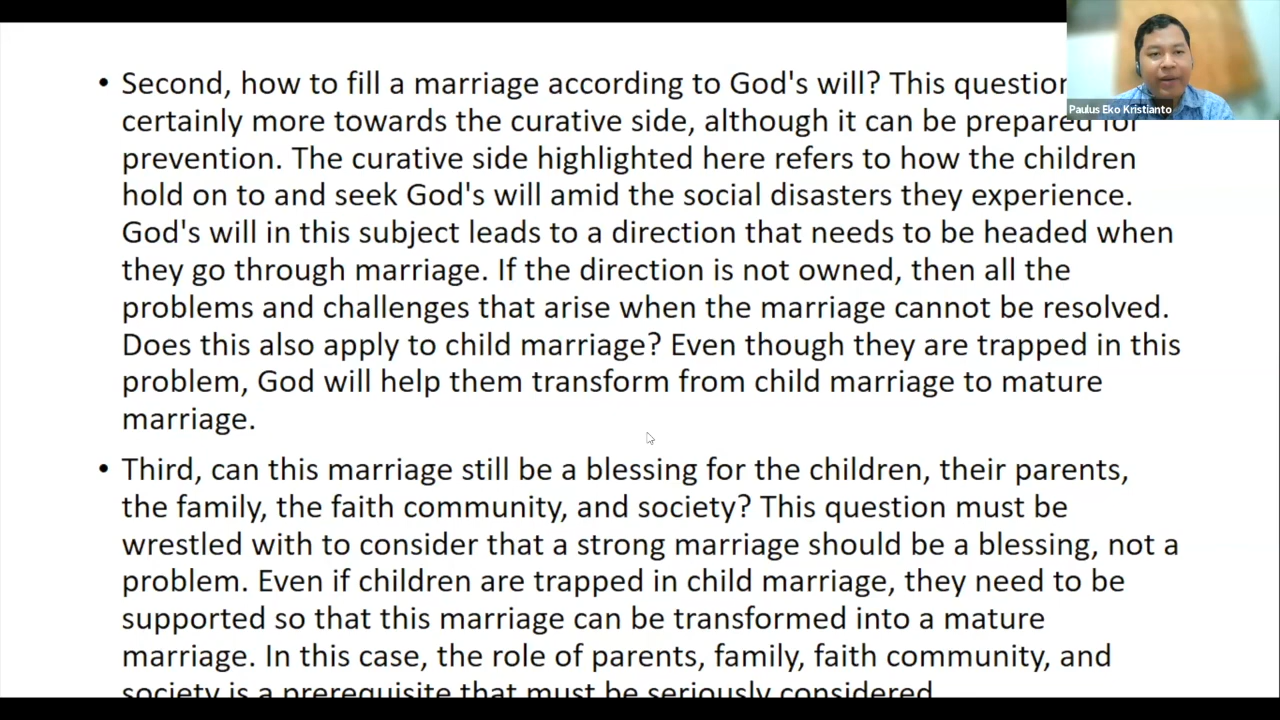 • Second, how to fill a marriage according to God's will? This question
certainly more towards the curative side, although it can be prepared for
prevention. The curative side highlighted here refers to how the children
hold on to and seek God's will amid the social disasters they experience.
God's will in this subject leads to a direction that needs to be headed when
they go through marriage. If the direction is not owned, then all the
problems and challenges that arise when the marriage cannot be resolved.
Does this also apply to child marriage? Even though they are trapped in this
problem, God will help them transform from child marriage to mature
marriage.
• Third, can this marriage still be a blessing for the children, their parents,
the family, the faith community, and society? This question must be
wrestled with to consider that a strong marriage should be a blessing, not a
problem. Even if children are trapped in child marriage, they need to be
supported so that this marriage can be transformed into a mature
marriage. In this case, the role of parents, family, faith community, and
society is a prerequisite that must be seriously considered.
Paulus Eko Kristianto